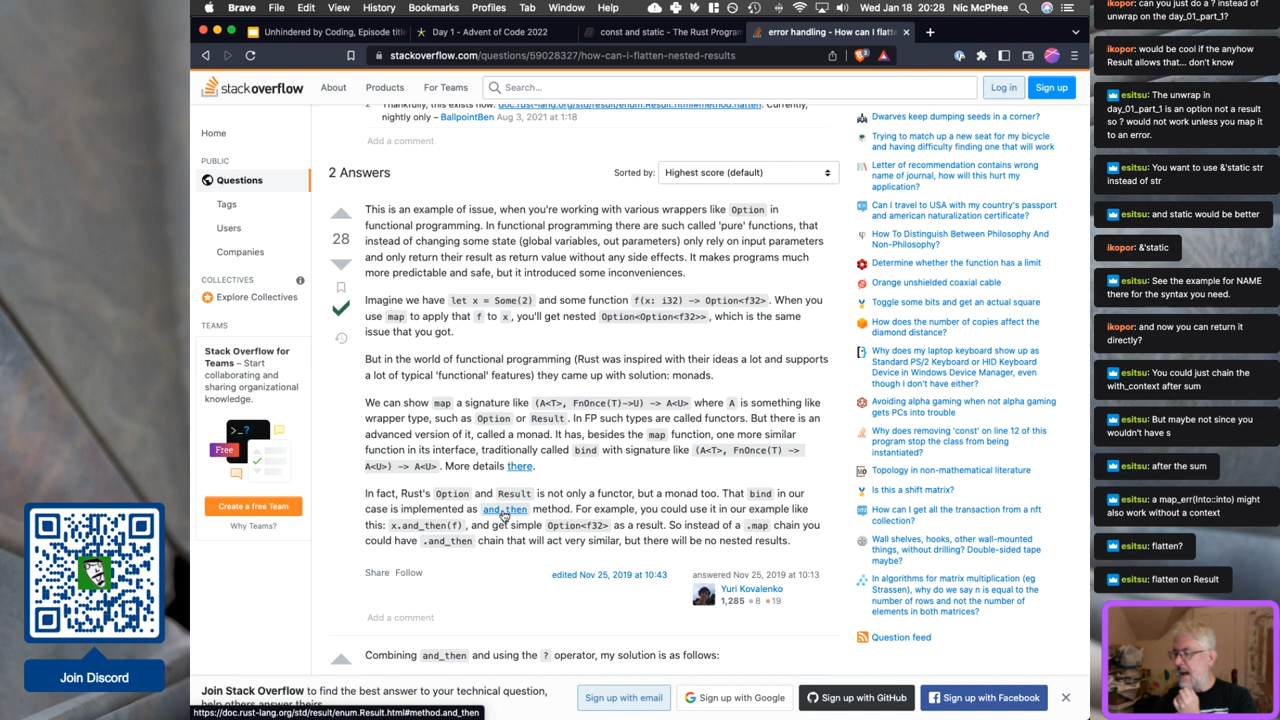 Brave File Edit View History Bookmarks Profiles Tab Window Help
Wed Jan 18 20:28 Nic McPhee
Unhindered by Coding, Episode title
Day 1 - Advent of Code 2022
const and static - The Rust Program
error handling - How can I flatt
stackoverflow.com/questions/59028327/how-can-i-flatten-nested-results
stackoverflow
About
Products
For Teams
Search...
Log in
Sign up
Home
PUBLIC
Questions
Tags
Users
Companies
COLLECTIVES
Explore Collectives
TEAMS
Stack Overflow for
Teams – Start
collaborating and
sharing organizational
knowledge.
Free
Create a free Team
Why Teams?
2 Thankfully, this exists now: doc.rust-lang.org/std/result/enum.Result.html#method.flatten. Currently,
nightly only – BallpointBen Aug 3, 2021 at 1:18
Add a comment
2 Answers
Sorted by:
Highest score (default)
28
This is an example of issue, when you're working with various wrappers like Option in
functional programming. In functional programming there are such called 'pure' functions, that
instead of changing some state (global variables, out parameters) only rely on input parameters
and only return their result as return value without any side effects. It makes programs much
more predictable and safe, but it introduced some inconveniences.
Imagine we have let x = Some(2) and some function f(x: i32) -> Option<f32>. When you
use map to apply that f to x, you'll get nested Option<Option<f32>>, which is the same
issue that you got.
But in the world of functional programming (Rust was inspired with their ideas a lot and supports
a lot of typical 'functional' features) they came up with solution: monads.
We can show map a signature like (A<T>, FnOnce(T)->U) -> A<U> where A is something like
wrapper type, such as Option or Result. In FP such types are called functors. But there is an
advanced version of it, called a monad. It has, besides the map function, one more similar
function in its interface, traditionally called bind with signature like (A<T>, FnOnce(T) ->
A<U>) -> A<U>. More details there.
In fact, Rust's Option and Result is not only a functor, but a monad too. That bind in our
case is implemented as and_then method. For example, you could use it in our example like
this: x.and_then(f), and get simple Option<f32> as a result. So instead of a .map chain you
could have .and_then chain that will act very similar, but there will be no nested results.
Share Follow
edited Nov 25, 2019 at 10:43
answered Nov 25, 2019 at 10:13
Yuri Kovalenko
1,285 8 19
Add a comment
Combining and_then and using the ? operator, my solution is as follows:
Dwarves keep dumping seeds in a corner?
Trying to match up a new seat for my bicycle
and having difficulty finding one that will work
Letter of recommendation contains wrong
name of journal, how will this hurt my
application?
Can I travel to USA with my country's passport
and american naturalization certificate?
How To Distinguish Between Philosophy And
Non-Philosophy?
Determine whether the function has a limit
Orange unshielded coaxial cable
Toggle some bits and get an actual square
How does the number of copies affect the
diamond distance?
Why does my laptop keyboard show up as
Standard PS/2 Keyboard or HID Keyboard
Device in Windows Device Manager, even
though I don't have either?
Avoiding alpha gaming when not alpha gaming
gets PCs into trouble
Why does removing 'const' on line 12 of this
program stop the class from being
instantiated?
Topology in non-mathematical literature
Is this a shift matrix?
How can I get all the transaction from a nft
collection?
Wall shelves, hooks, other wall-mounted
things, without drilling? Double-sided tape
maybe?
In algorithms for matrix multiplication (eg
Strassen), why do we say n is equal to the
number of rows and not the number of
elements in both matrices?
Question feed
Join Stack Overflow to find the best answer to your technical question,
help others answer theirs.
Sign up with email
Sign up with Google
Sign up with GitHub
Sign up with Facebook
https://doc.rust-lang.org/std/result/enum.Result.html#method.and_then
Join Discord
ikopor: can you just do a ? instead of
unwrap on the day_01_part_1?
ikopor: would be cool if the anyhow
Result allows that... don't know
esitsu: The unwrap in
day_01_part_1 is an option not a result
so ? would not work unless you map it
to an error.
esitsu: You want to use &'static str
instead of str
esitsu: and static would be better
ikopor: &'static
esitsu: See the example for NAME
there for the syntax you need.
ikopor: and now you can return it
directly?
esitsu: You could just chain the
with_context after sum
esitsu: But maybe not since you
wouldn't have s
esitsu: after the sum
esitsu: a map_err(Into::into) might
also work
esitsu: flatten?
esitsu: flatten on Result